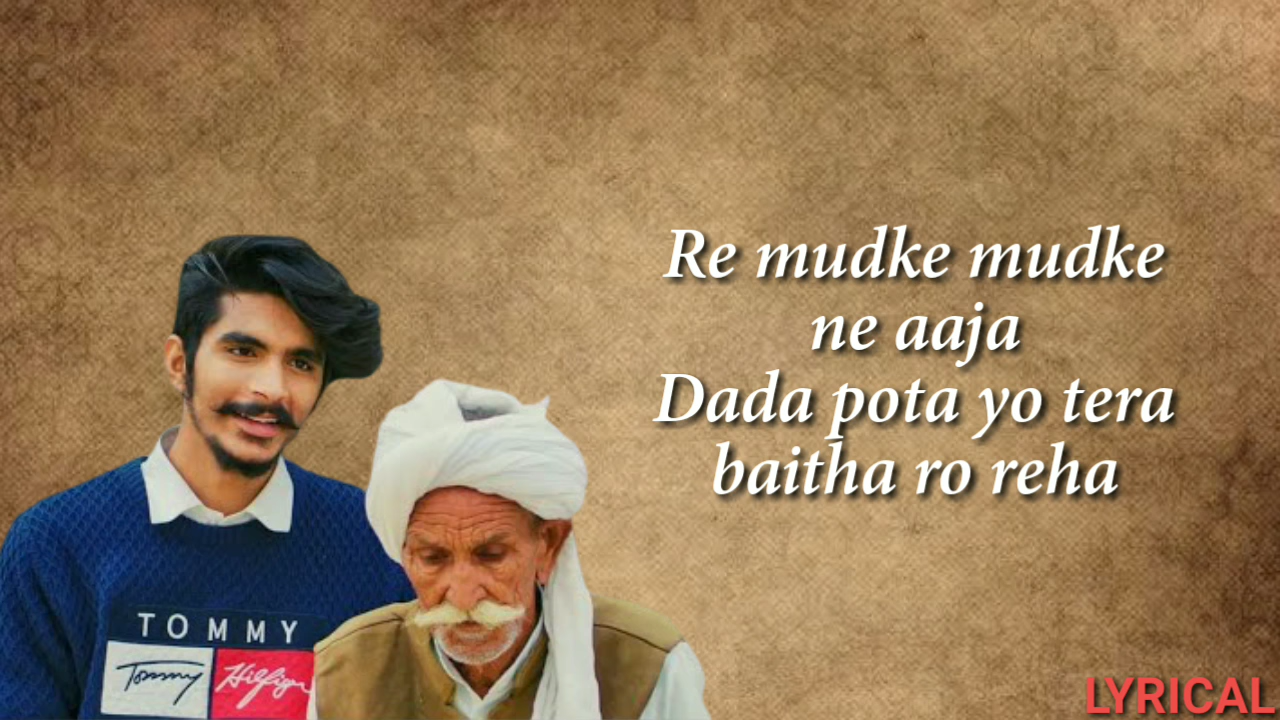 Re mudke mudke
ne aaja
Dada pota yo tera
baitha ro reha
TOMMY
Tommy Hilfiger
LYRICAL